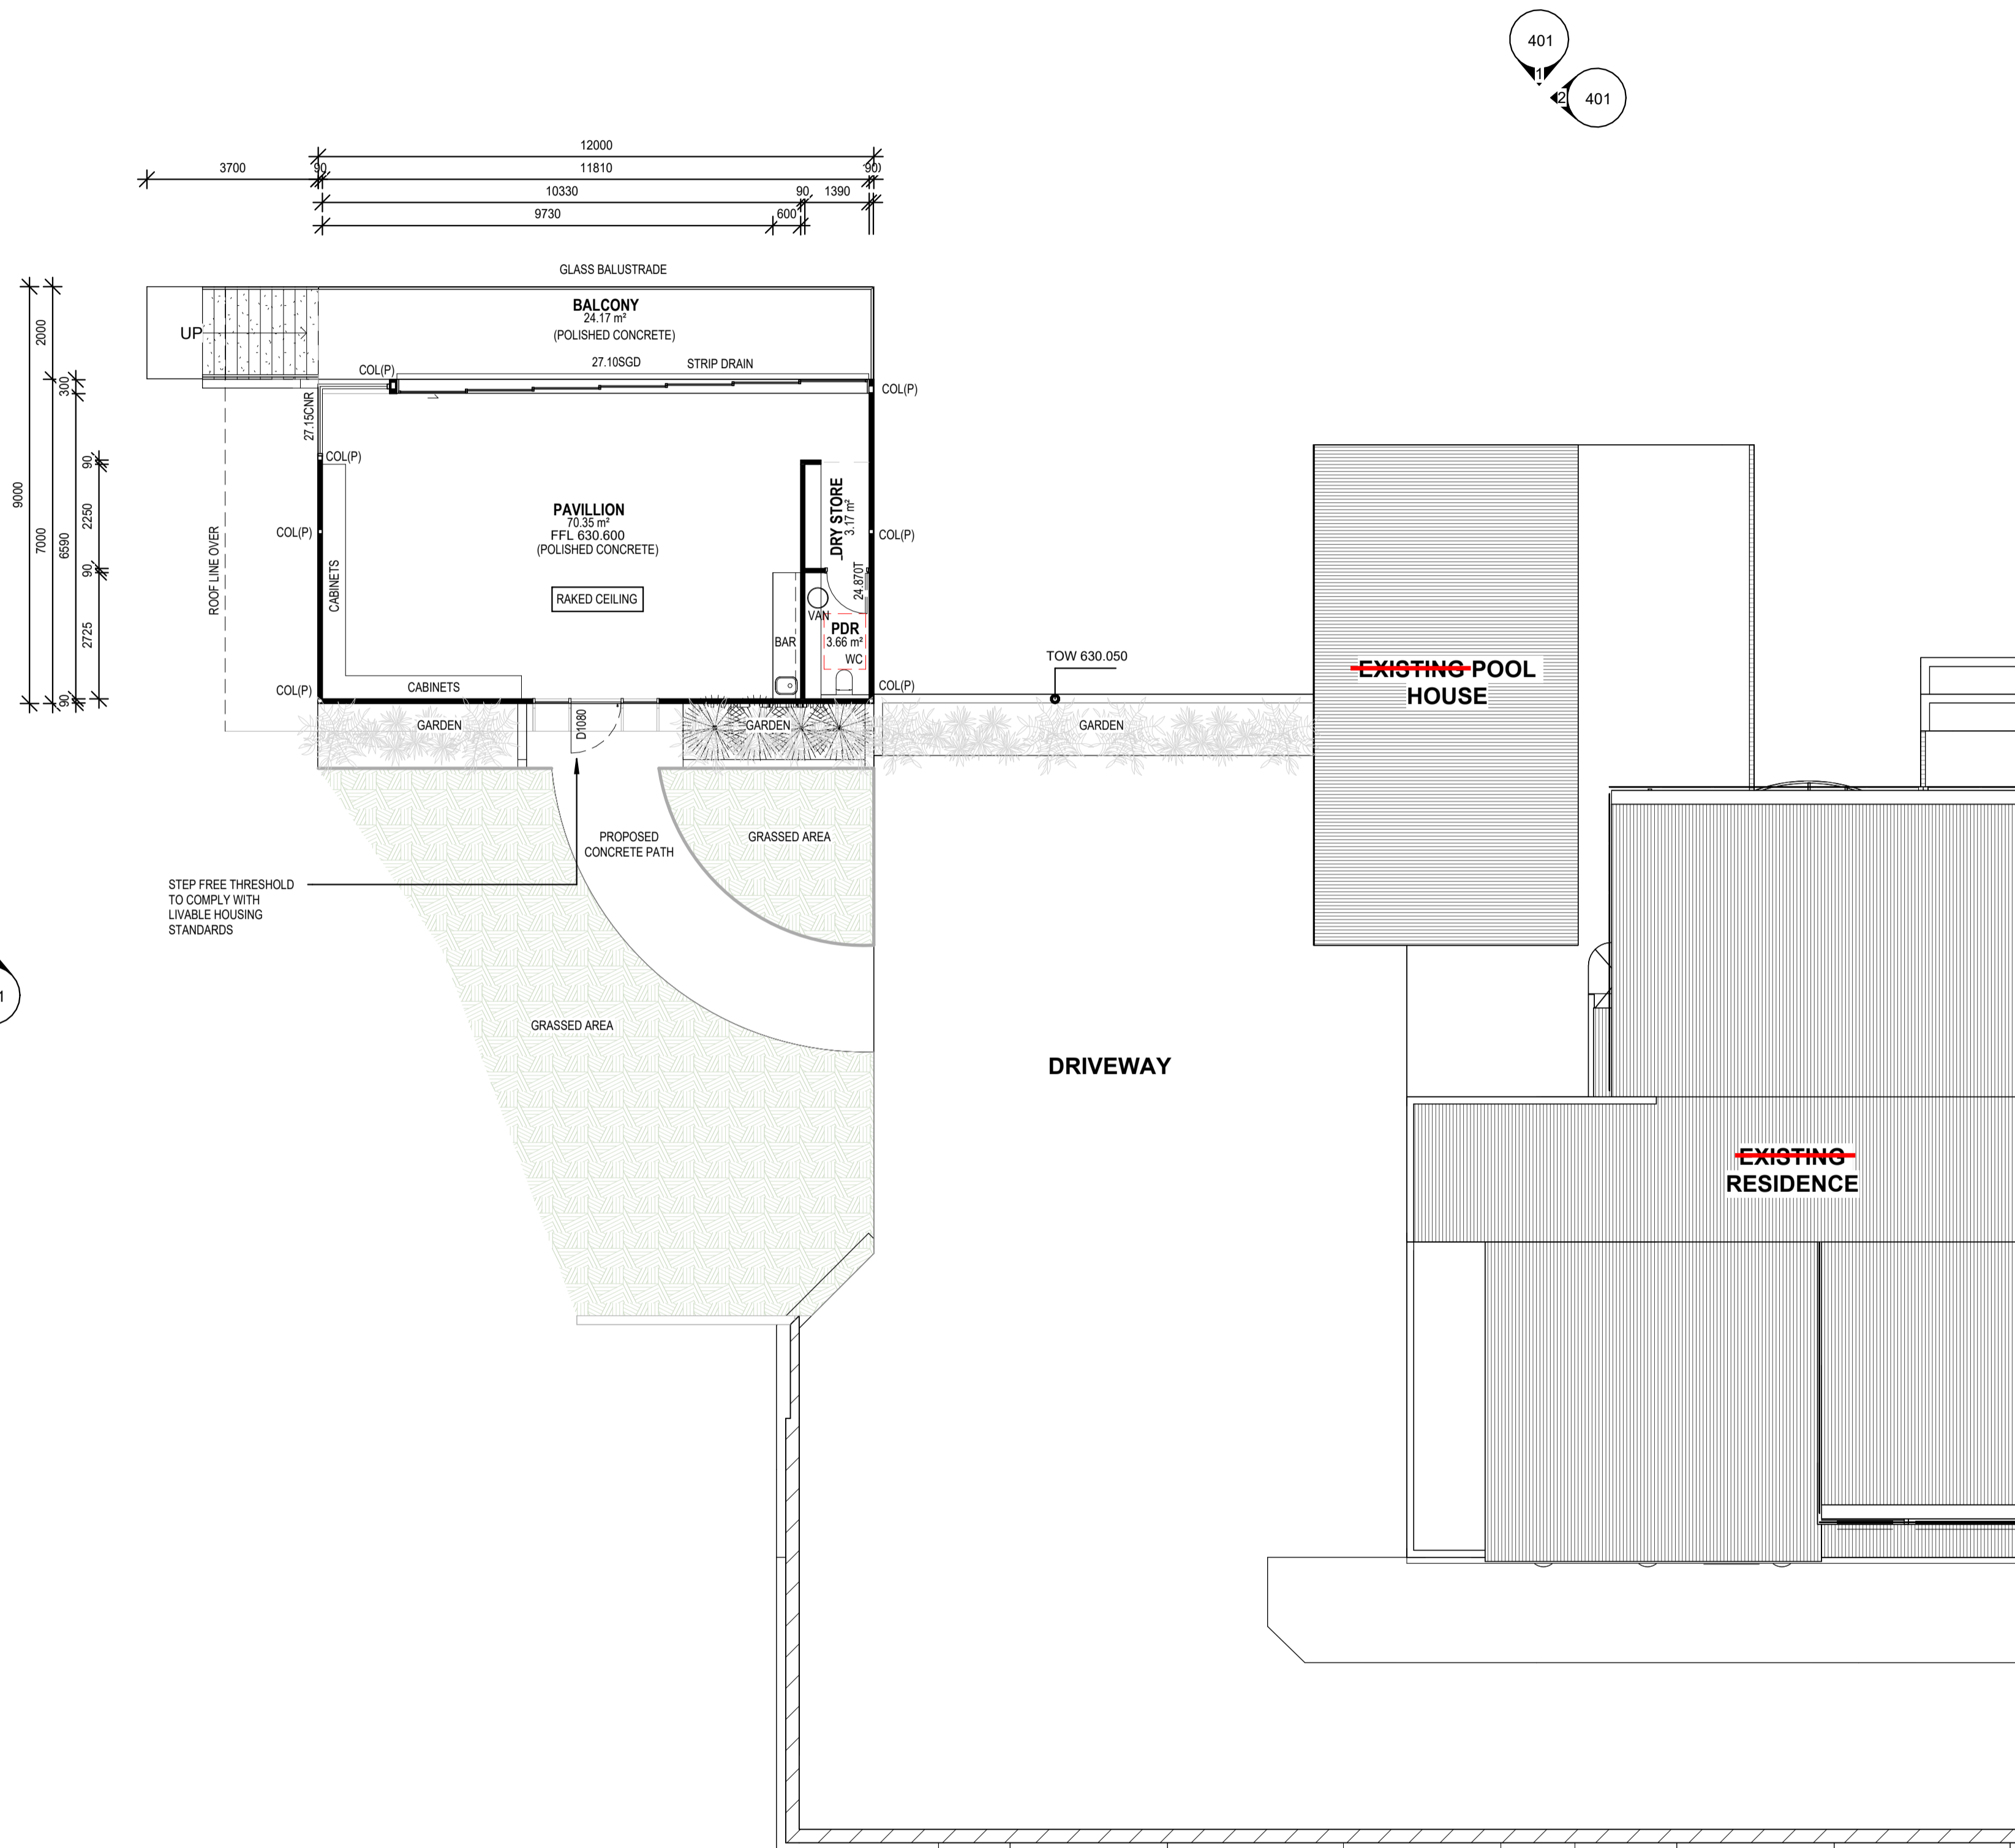 401
1
2
401
12000
3700
90
11810
90
10330
90
1390
9730
600
GLASS BALUSTRADE
BALCONY
24.17 m²
(POLISHED CONCRETE)
UP
27.10SGD
STRIP DRAIN
COL(P)
COL(P)
27.15CNR
COL(P)
9000
2000
7000
300
6590
90
90
2250
90
2725
ROOF LINE OVER
COL(P)
CABINETS
PAVILLION
70.35 m²
FFL 630.600
(POLISHED CONCRETE)
RAKED CEILING
DRY STORE
3.17 m²
COL(P)
24.870T
VAN
PDR
3.66 m²
WC
BAR
COL(P)
CABINETS
COL(P)
TOW 630.050
EXISTING POOL
HOUSE
GARDEN
D1080
GARDEN
GARDEN
PROPOSED
CONCRETE PATH
GRASSED AREA
STEP FREE THRESHOLD
TO COMPLY WITH
LIVABLE HOUSING
STANDARDS
1
GRASSED AREA
DRIVEWAY
EXISTING
RESIDENCE